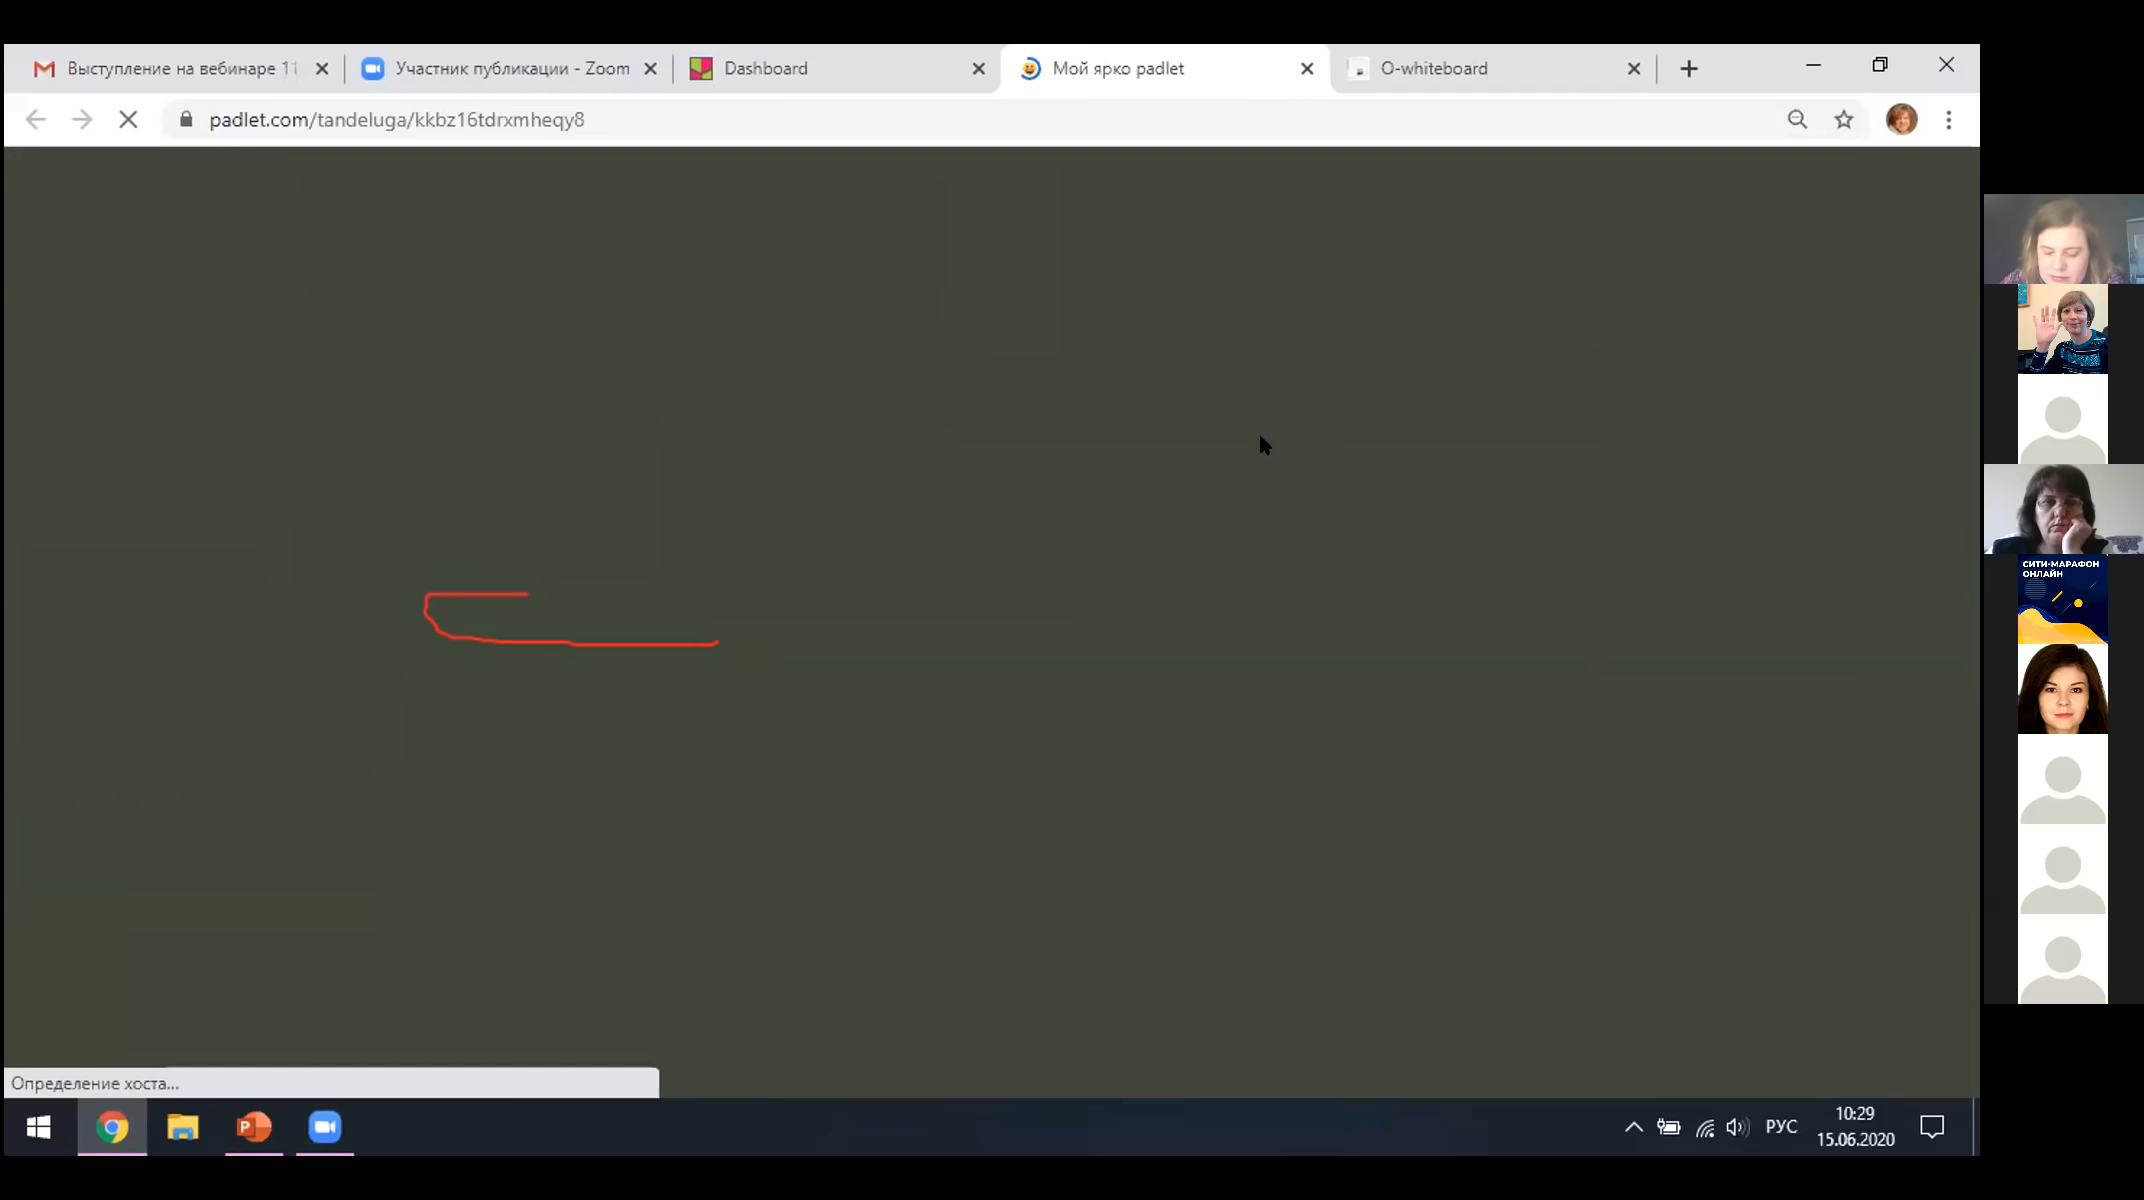 Выступление на вебинаре 11
Участник публикации - Zoom
Dashboard
Мой ярко padlet
O-whiteboard
padlet.com/tandeluga/kkbz16tdrxmheqy8
СИТИ-МАРАФОН
ОНЛАЙН
Определение хоста...
РУС
10:29
15.06.2020